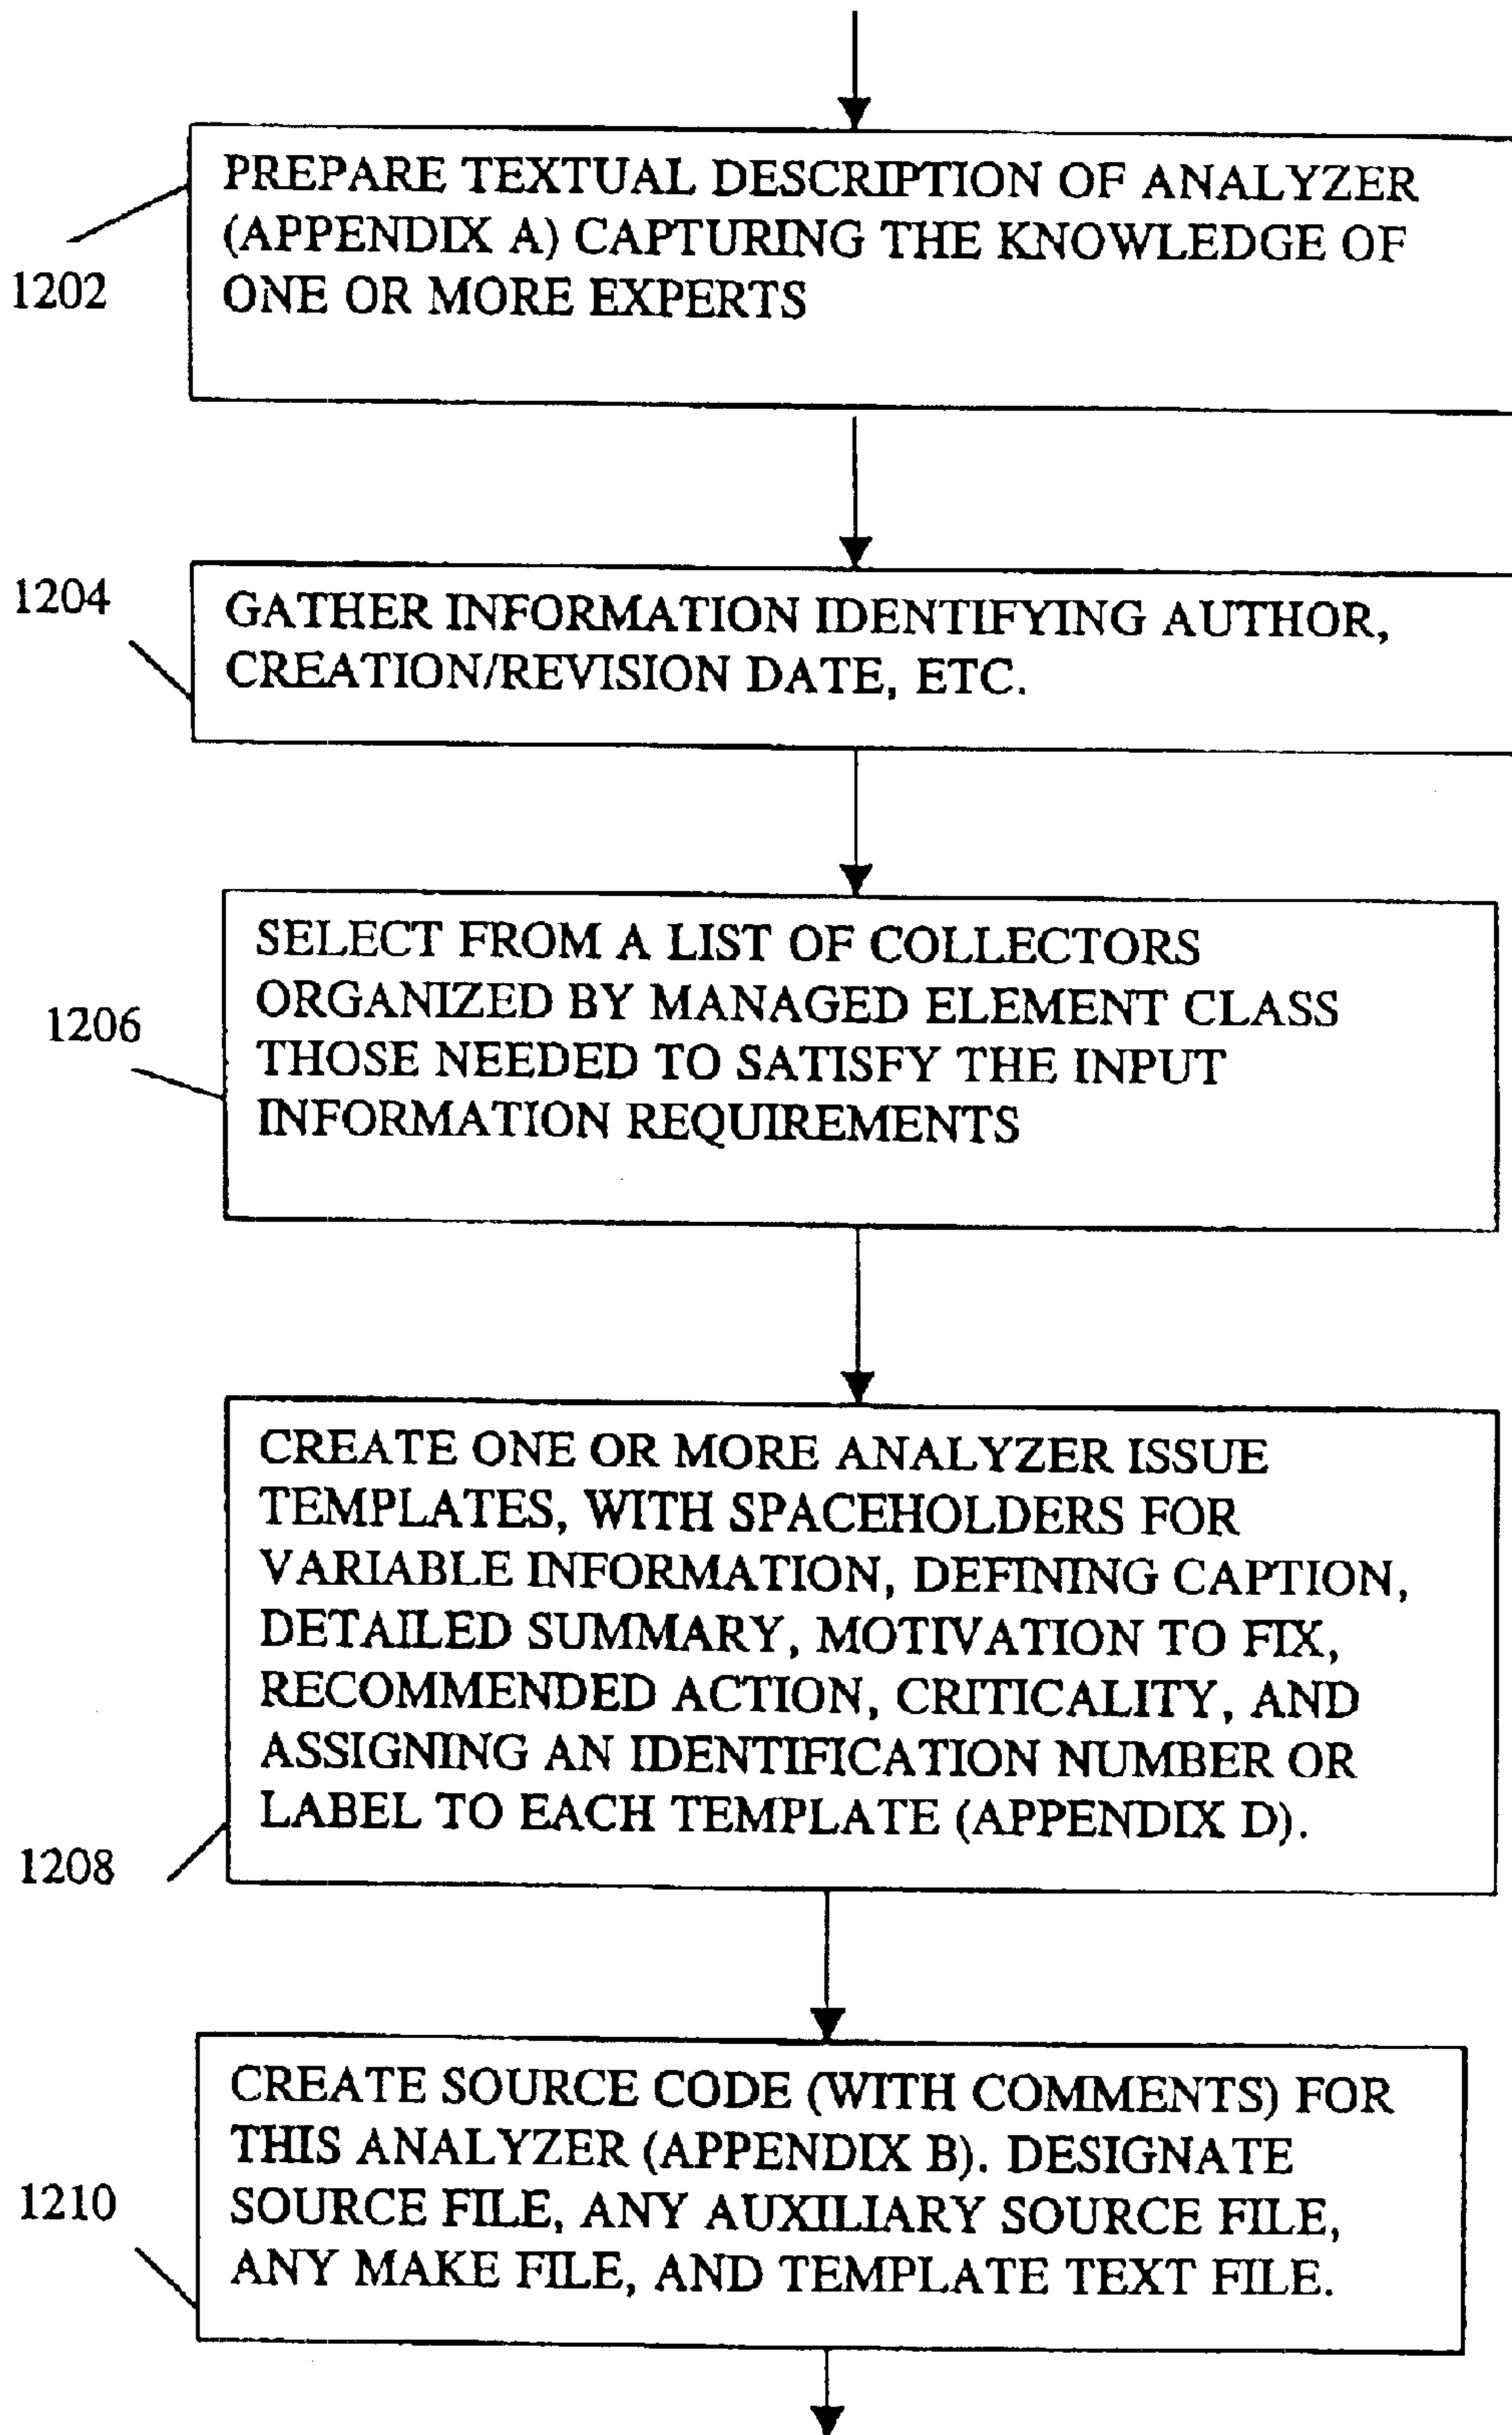 PREPARE TEXTUAL DESCRIPTION OF ANALYZER
(APPENDIX A) CAPTURING THE KNOWLEDGE OF
ONE OR MORE EXPERTS
1202
1204
GATHER INFORMATION IDENTIFYING AUTHOR,
CREATION/REVISION DATE, ETC.
SELECT FROM A LIST OF COLLECTORS
ORGANIZED BY MANAGED ELEMENT CLASS
THOSE NEEDED TO SATISFY THE INPUT
INFORMATION REQUIREMENTS
1206
CREATE ONE OR MORE ANALYZER ISSUE
TEMPLATES, WITH SPACEHOLDERS FOR
VARIABLE INFORMATION, DEFINING CAPTION,
DETAILED SUMMARY, MOTIVATION TO FIX,
RECOMMENDED ACTION, CRITICALITY, AND
ASSIGNING AN IDENTIFICATION NUMBER OR
LABEL TO EACH TEMPLATE (APPENDIX D).
1208
CREATE SOURCE CODE (WITH COMMENTS) FOR
THIS ANALYZER (APPENDIX B). DESIGNATE
SOURCE FILE, ANY AUXILIARY SOURCE FILE,
ANY MAKE FILE, AND TEMPLATE TEXT FILE.
1210